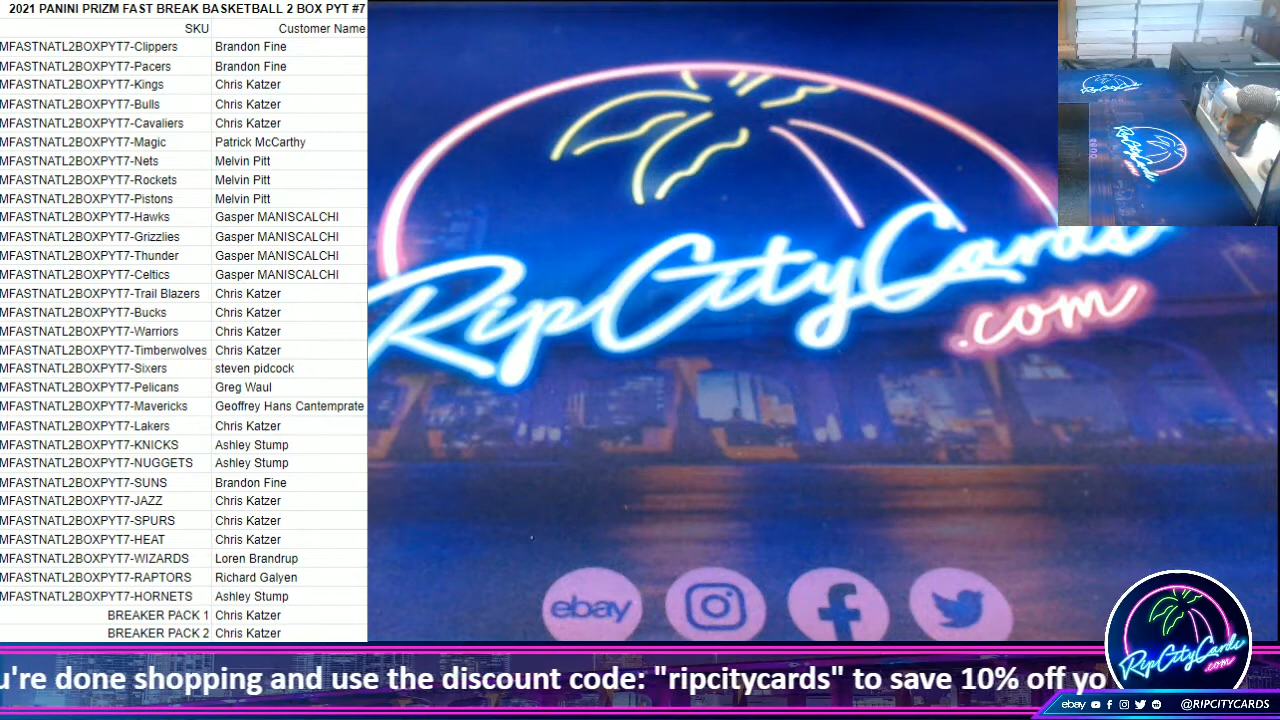 2021 PANINI PRIZM FAST BREAK BASKETBALL 2 BOX PYT #7
SKU Customer Name
MFASTNATL2BOXPYT7-Clippers Brandon Fine
MFASTNATL2BOXPYT7-Pacers Brandon Fine
MFASTNATL2BOXPYT7-Kings Chris Katzer
MFASTNATL2BOXPYT7-Bulls Chris Katzer
MFASTNATL2BOXPYT7-Cavaliers Chris Katzer
MFASTNATL2BOXPYT7-Magic Patrick McCarthy
MFASTNATL2BOXPYT7-Nets Melvin Pitt
MFASTNATL2BOXPYT7-Rockets Melvin Pitt
MFASTNATL2BOXPYT7-Pistons Melvin Pitt
MFASTNATL2BOXPYT7-Hawks Gasper MANISCALCHI
MFASTNATL2BOXPYT7-Grizzlies Gasper MANISCALCHI
MFASTNATL2BOXPYT7-Thunder Gasper MANISCALCHI
MFASTNATL2BOXPYT7-Celtics Gasper MANISCALCHI
MFASTNATL2BOXPYT7-Trail Blazers Chris Katzer
MFASTNATL2BOXPYT7-Bucks Chris Katzer
MFASTNATL2BOXPYT7-Warriors Chris Katzer
MFASTNATL2BOXPYT7-Timberwolves Chris Katzer
MFASTNATL2BOXPYT7-Sixers steven pidcock
MFASTNATL2BOXPYT7-Pelicans Greg Waul
MFASTNATL2BOXPYT7-Mavericks Geoffrey Hans Cantemprate
MFASTNATL2BOXPYT7-Lakers Chris Katzer
MFASTNATL2BOXPYT7-KNICKS Ashley Stump
MFASTNATL2BOXPYT7-NUGGETS Ashley Stump
MFASTNATL2BOXPYT7-SUNS Brandon Fine
MFASTNATL2BOXPYT7-JAZZ Chris Katzer
MFASTNATL2BOXPYT7-SPURS Chris Katzer
MFASTNATL2BOXPYT7-HEAT Chris Katzer
MFASTNATL2BOXPYT7-WIZARDS Loren Brandrup
MFASTNATL2BOXPYT7-RAPTORS Richard Galyen
MFASTNATL2BOXPYT7-HORNETS Ashley Stump
BREAKER PACK 1 Chris Katzer
BREAKER PACK 2 Chris Katzer
RipCityCards
.com
ebay
RipCityCards
RipCityCards
.com
u're done shopping and use the discount code: "ripcitycards" to save 10% off yo
RipCityCards
.com
ebay @RIPCITYCARDS